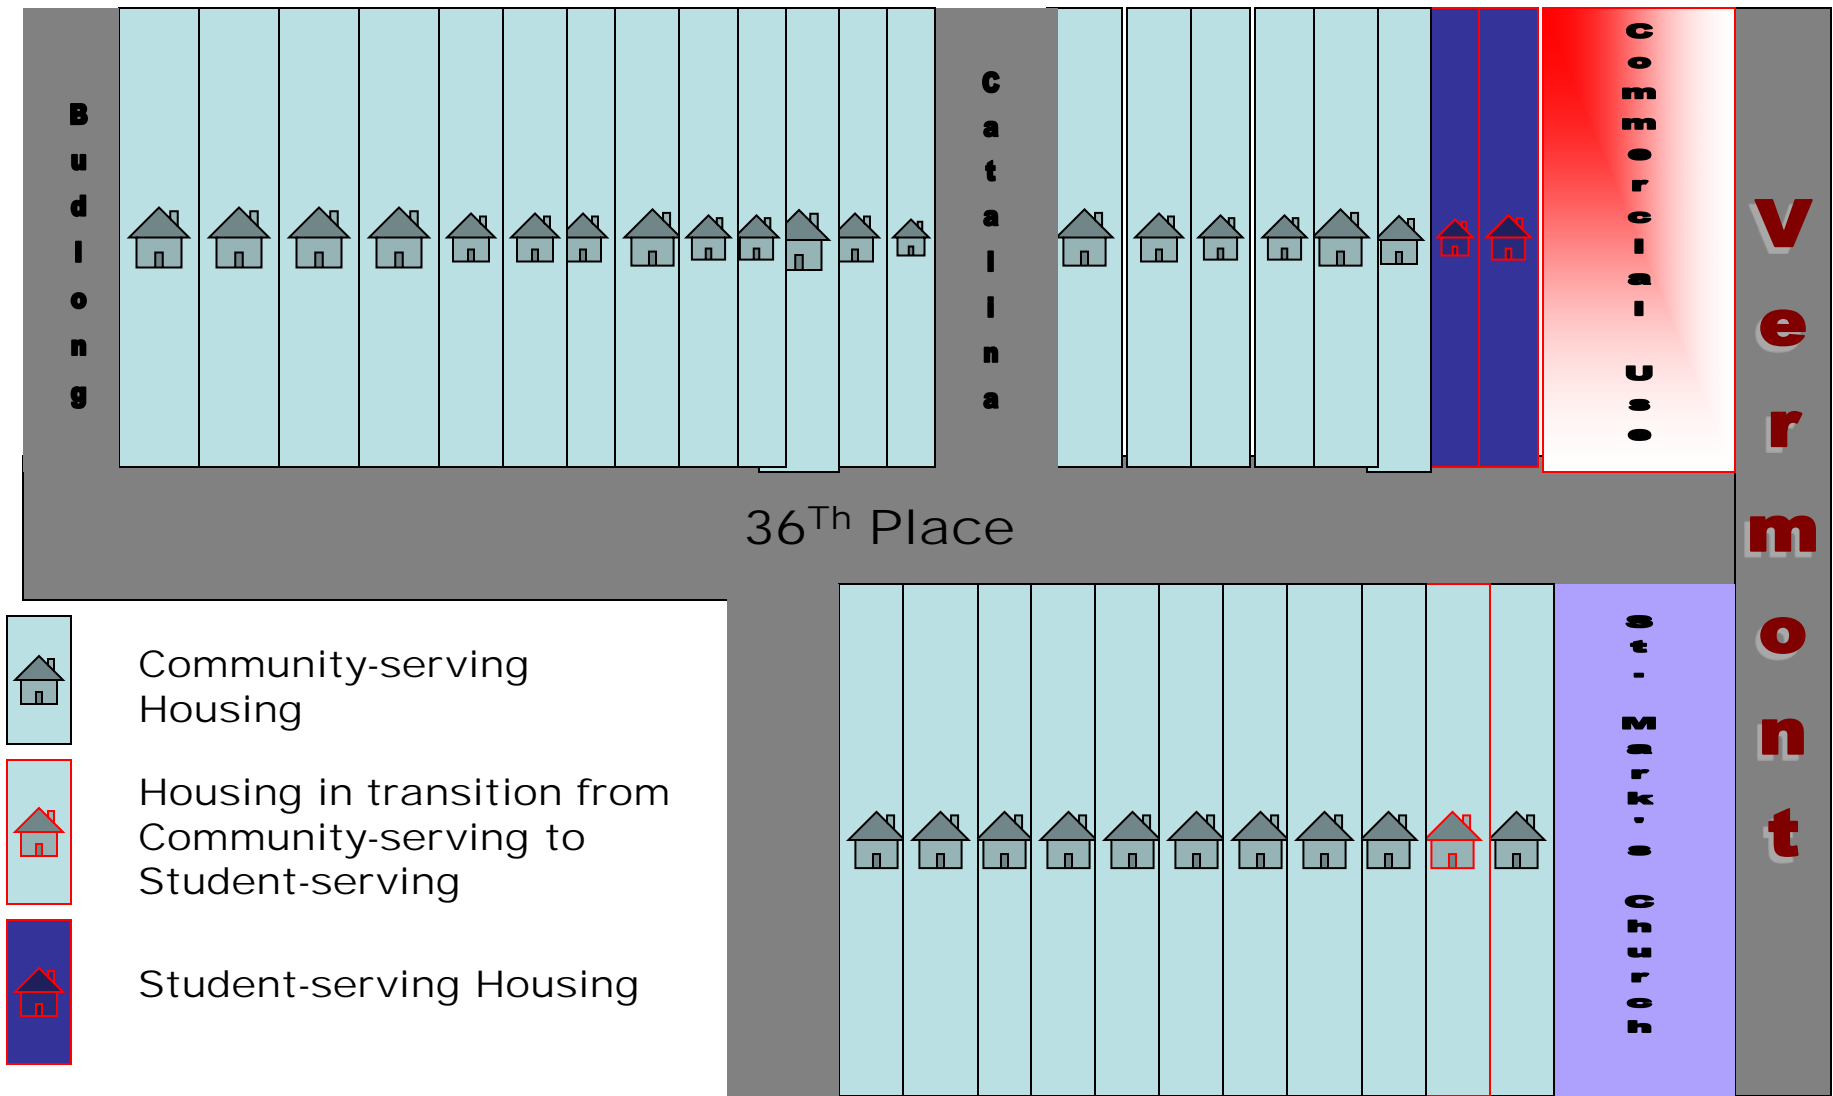 Budlong
Catalina
Commercial Use
Vermont
36Th Place
St. Mark's Church
Community-serving
Housing
Housing in transition from
Community-serving to
Student-serving
Student-serving Housing